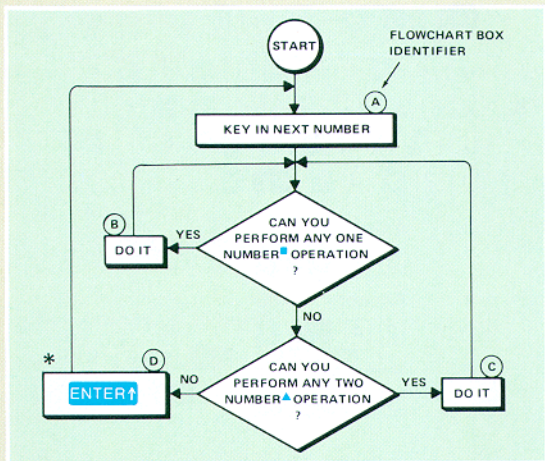 START
FLOWCHART BOX
IDENTIFIER
A
KEY IN NEXT NUMBER
B
YES
DO IT
CAN YOU
PERFORM ANY ONE
NUMBER■ OPERATION
?
NO
*
D
ENTER↑
NO
CAN YOU
PERFORM ANY TWO
NUMBER▲ OPERATION
?
YES
C
DO IT